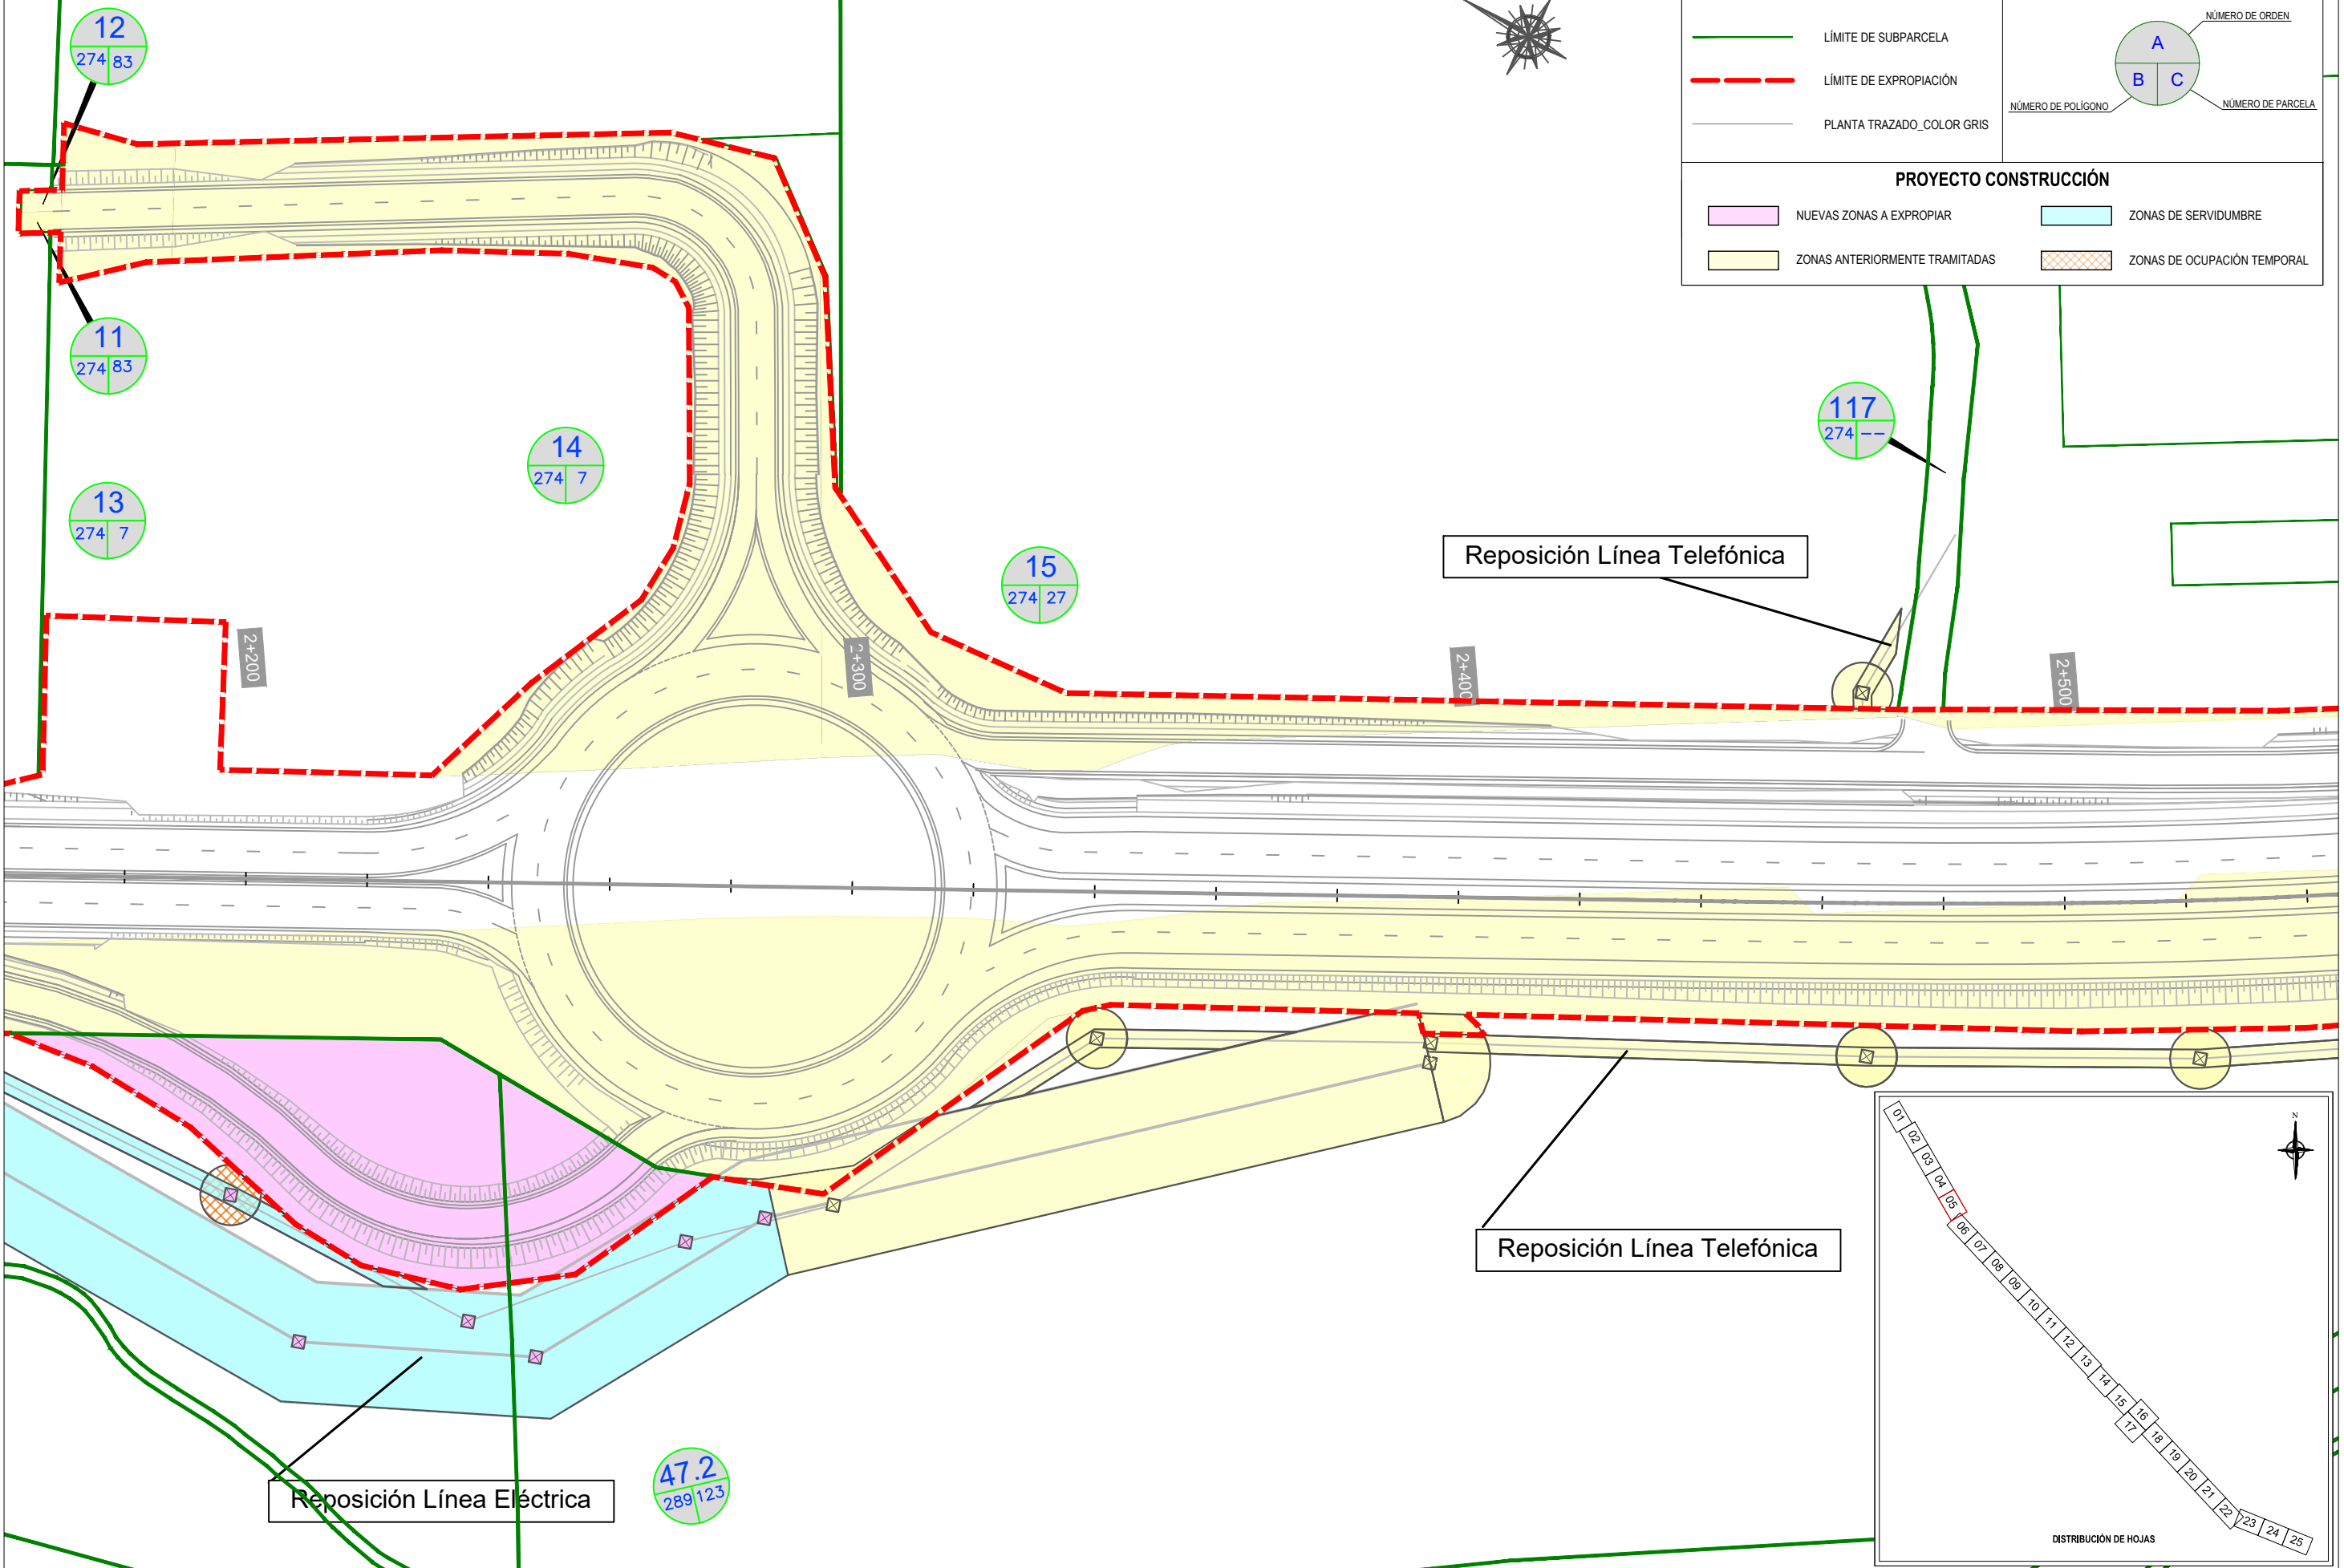 12
274 83
11
274 83
13
274 7
14
274 7
15
274 27
117
274 --
47.2
289 123
LÍMITE DE SUBPARCELA
LÍMITE DE EXPROPIACIÓN
PLANTA TRAZADO_COLOR GRIS
NÚMERO DE ORDEN
A
B C
NÚMERO DE POLÍGONO
NÚMERO DE PARCELA
PROYECTO CONSTRUCCIÓN
NUEVAS ZONAS A EXPROPIAR
ZONAS DE SERVIDUMBRE
ZONAS ANTERIORMENTE TRAMITADAS
ZONAS DE OCUPACIÓN TEMPORAL
Reposición Línea Telefónica
2+200
2+300
2+400
2+500
Reposición Línea Telefónica
Reposición Línea Eléctrica
N
01
02
03
04
05
06
07
08
09
10
11
12
13
14
15
16
17
18
19
20
21
22
23
24
25
DISTRIBUCIÓN DE HOJAS